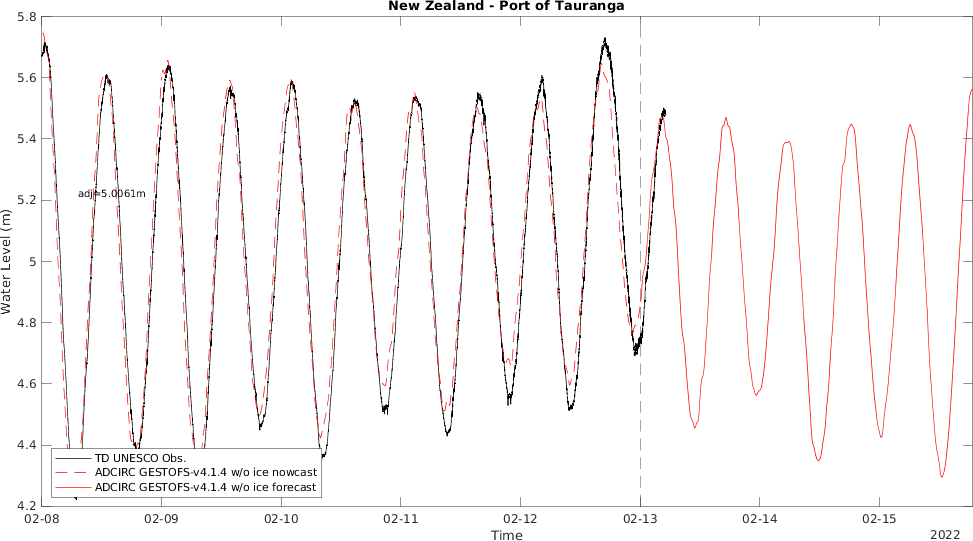 New Zealand - Port of Tauranga
5.8
5.6
5.4
5.2
5
4.8
4.6
4.4
4.2
Water Level (m)
adj=5.0061m
TD UNESCO Obs.
ADCIRC GESTOFS-v4.1.4 w/o ice nowcast
ADCIRC GESTOFS-v4.1.4 w/o ice forecast
02-08 02-09 02-10 02-11 02-12 02-13 02-14 02-15
Time
2022